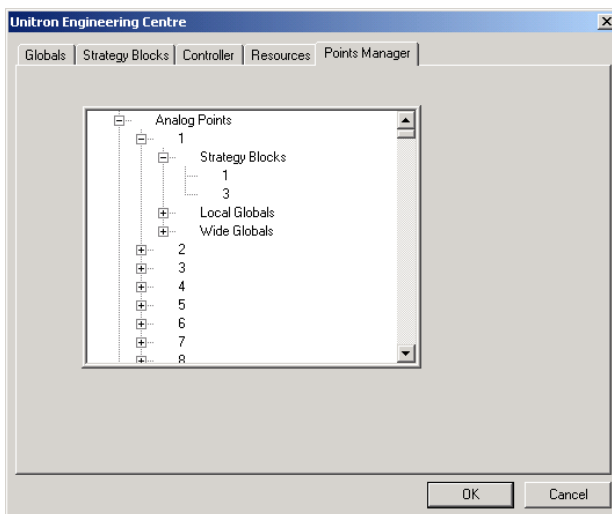 Unitron Engineering Centre
Globals Strategy Blocks Controller Resources Points Manager
Analog Points
1
Strategy Blocks
1
3
Local Globals
Wide Globals
2
3
4
5
6
7
8
OK Cancel